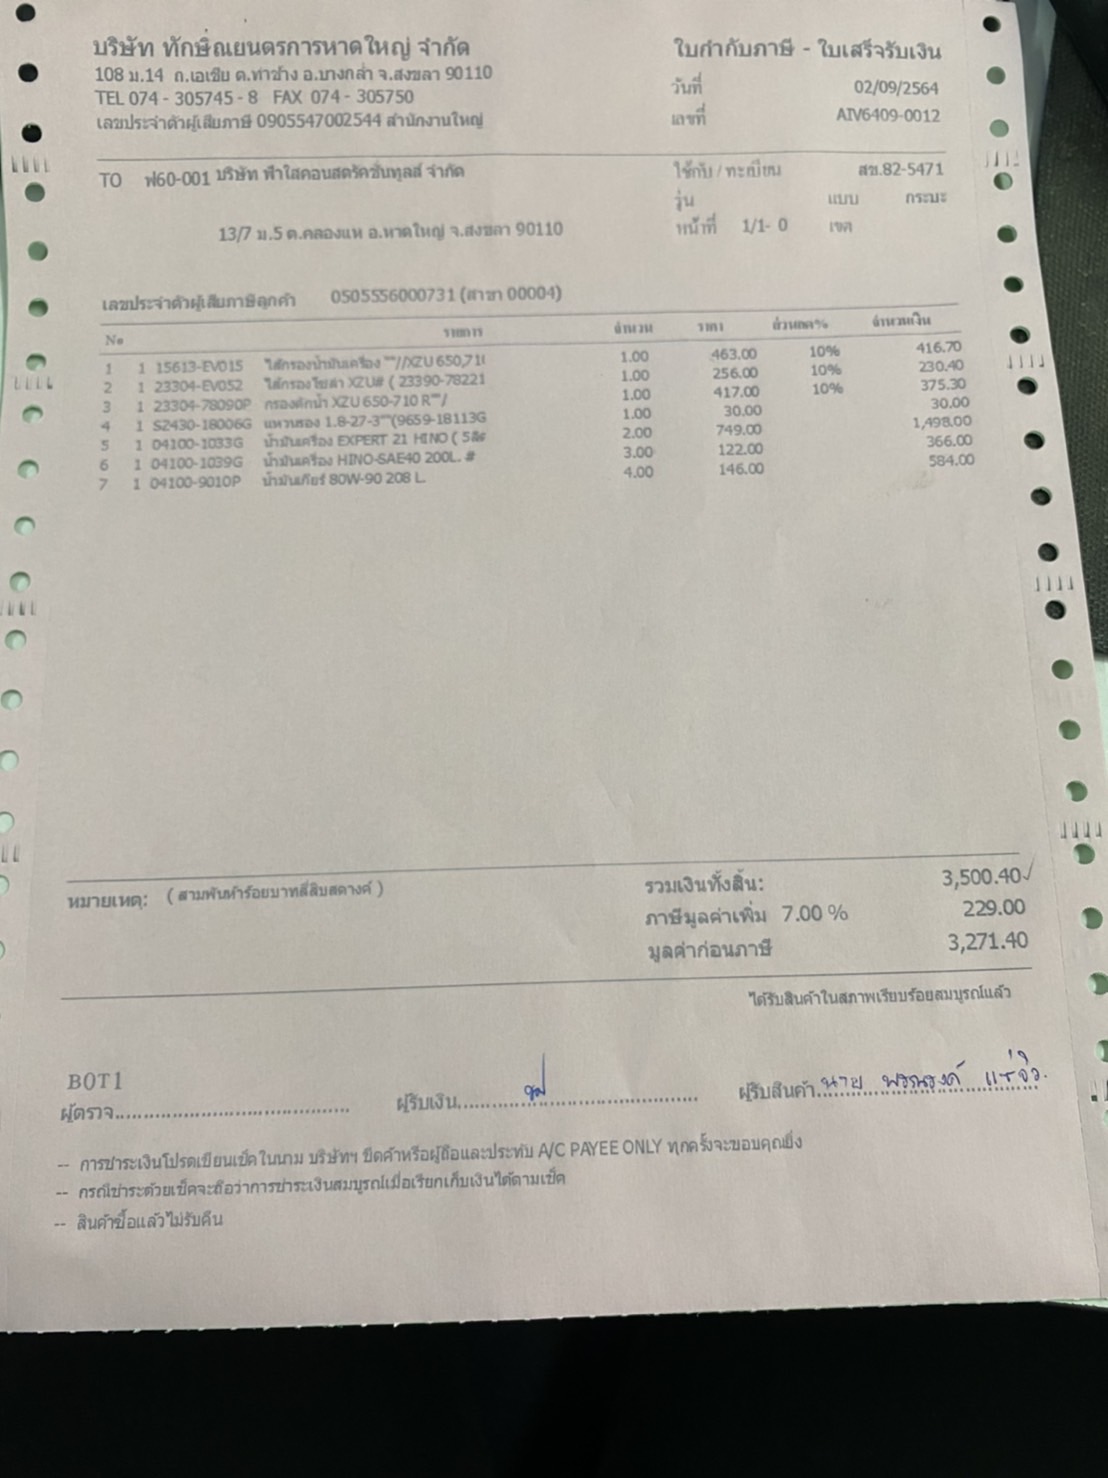 บริษัท ทักษิณยนตรการหาดใหญ่ จำกัด
108 ม.14 ถ.เอเซีย ต.ท่าช้าง อ.บางกล่ำ จ.สงขลา 90110
TEL 074 - 305745 - 8 FAX 074 - 305750
เลขประจำตัวผู้เสียภาษี 0905547002544 สำนักงานใหญ่
ใบกำกับภาษี - ใบเสร็จรับเงิน
วันที่ 02/09/2564
เลขที่ AIV6409-0012
TO ฟ60-001 บริษัท ฟ้าใสคอนสตรัคชั่นทูลส์ จำกัด
13/7 ม.5 ต.คลองแห อ.หาดใหญ่ จ.สงขลา 90110
ใช้กับ / ทะเบียน สข.82-5471
รุ่น แบบ กระบะ
หน้าที่ 1/1- 0 เขต
เลขประจำตัวผู้เสียภาษีลูกค้า 0505556000731 (สาขา 00004)
No รายการ จำนวน ราคา ส่วนลด% จำนวนเงิน
1 1 15613-EV015 ไส้กรองน้ำมันเครื่อง ""//XZU 650,71( 1.00 463.00 10% 416.70
2 1 23304-EV052 ไส้กรองโซล่า XZU# ( 23390-78221 1.00 256.00 10% 230.40
3 1 23304-78090P กรองดักน้ำ XZU 650-710 R""/ 1.00 417.00 10% 375.30
4 1 S2430-18006G แหวนรอง 1.8-27-3""(9659-18113G 1.00 30.00 30.00
5 1 04100-1033G น้ำมันเครื่อง EXPERT 21 HINO ( 5ลิต 2.00 749.00 1,498.00
6 1 04100-1039G น้ำมันเครื่อง HINO-SAE40 200L. # 3.00 122.00 366.00
7 1 04100-9010P น้ำมันเกียร์ 80W-90 208 L. 4.00 146.00 584.00
หมายเหตุ: ( สามพันห้าร้อยบาทสี่สิบสตางค์ )
รวมเงินทั้งสิ้น: 3,500.40
ภาษีมูลค่าเพิ่ม 7.00 % 229.00
มูลค่าก่อนภาษี 3,271.40
ได้รับสินค้าในสภาพเรียบร้อยสมบูรณ์แล้ว
BOT1
ผู้ตรวจ.......................................
ผู้รับเงิน........................................
ผู้รับสินค้า นาย
-- การชำระเงินโปรดเขียนเช็คในนาม บริษัทฯ ขีดค่าหรือผู้ถือและประทับ A/C PAYEE ONLY ทุกครั้งจะขอบคุณยิ่ง
-- กรณีชำระด้วยเช็คจะถือว่าการชำระเงินสมบูรณ์เมื่อเรียกเก็บเงินได้ตามเช็ค
-- สินค้าซื้อแล้วไม่รับคืน